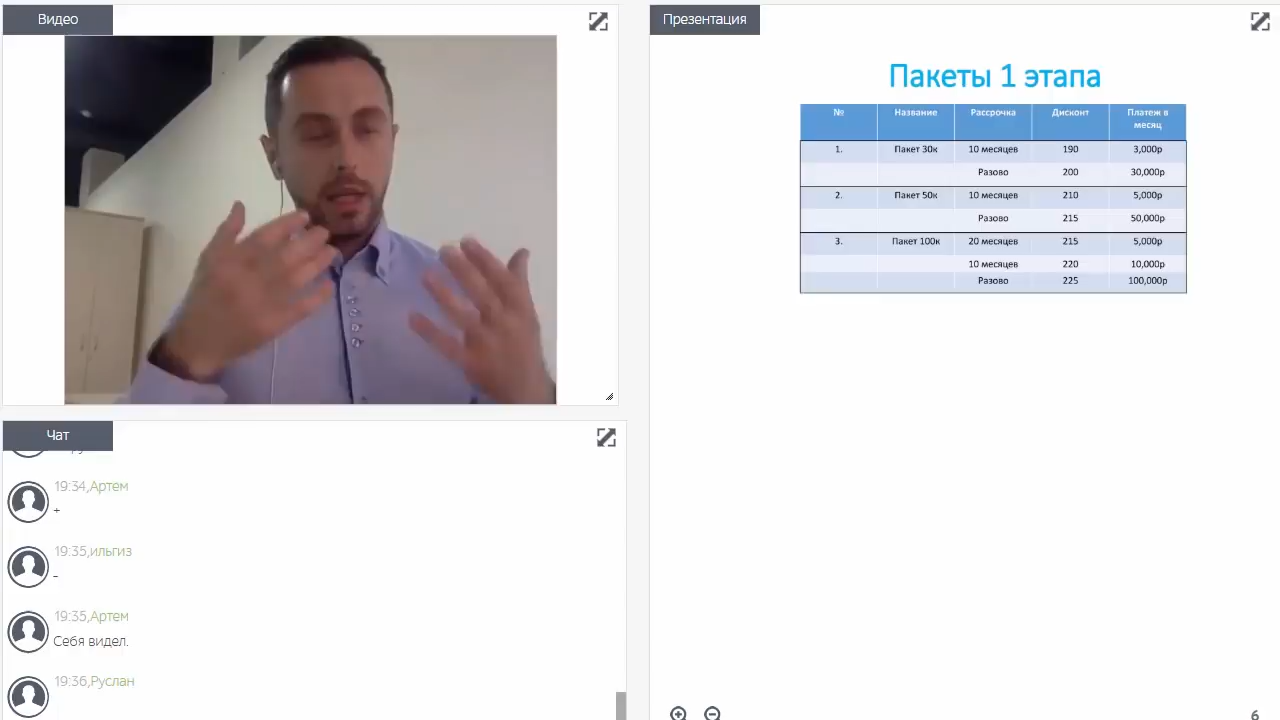 Видео
Презентация
Пакеты 1 этапа
№ Название Рассрочка Дисконт Платеж в месяц
1. Пакет 30к 10 месяцев 190 3,000р
Разово 200 30,000р
2. Пакет 50к 10 месяцев 210 5,000р
Разово 215 50,000р
3. Пакет 100к 20 месяцев 215 5,000р
10 месяцев 220 10,000р
Разово 225 100,000р
Чат
19:34,Артем
+
19:35,ильгиз
-
19:35,Артем
Себя видел.
19:36,Руслан
6